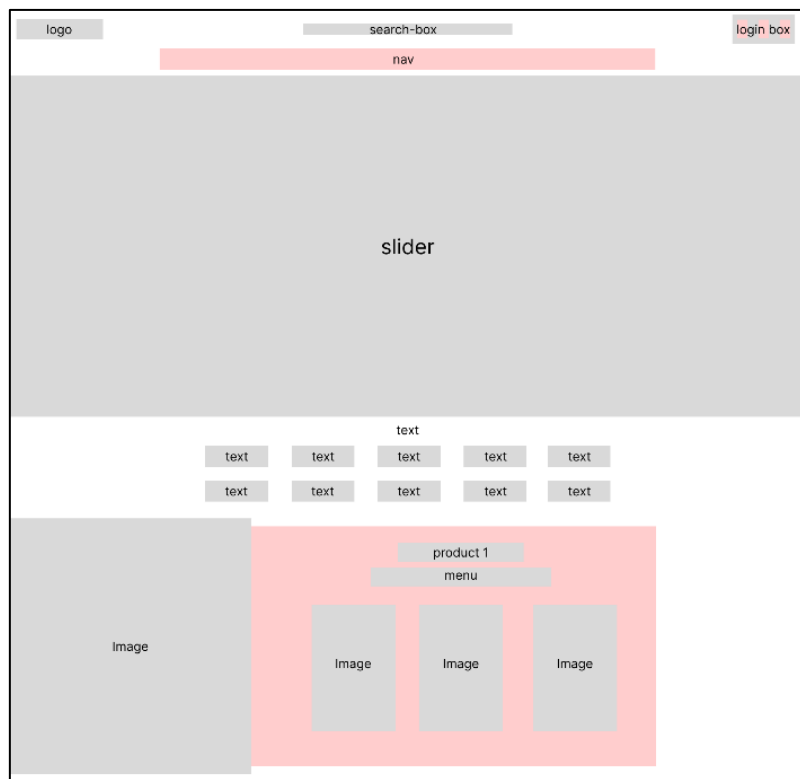 logo search-box login box
nav
slider
text
text text text text text
text text text text text
product 1
menu
Image
Image Image Image